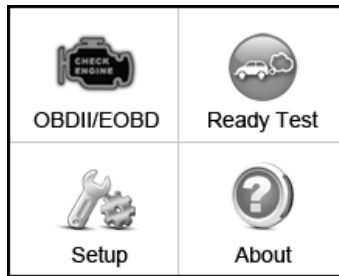 CHECK
ENGINE
OBDII/EOBD
Ready Test
?
Setup
About